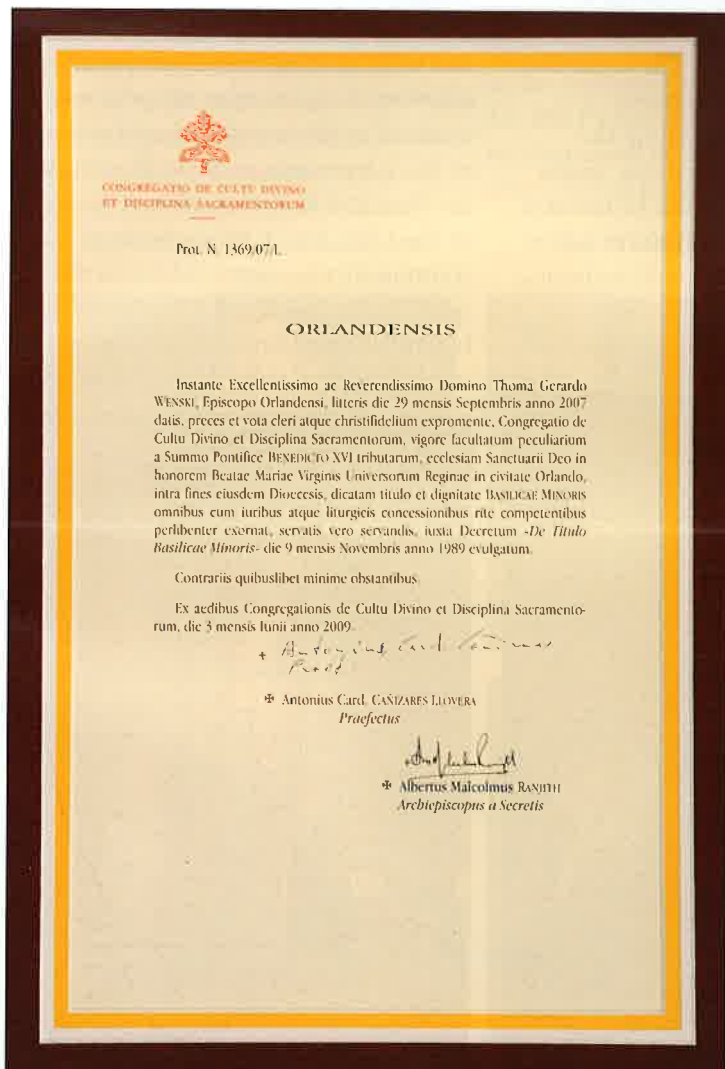 CONGREGATIO DE CULTU DIVINO
ET DISCIPLINA SACRAMENTORUM
Prot. N. 1369/07/L
ORLANDENSIS
Instante Excellentissimo ac Reverendissimo Domino Thoma Gerardo
WENSKI, Episcopo Orlandensi, litteris die 29 mensis Septembris anno 2007
datis, preces et vota cleri atque christifidelium expromente, Congregatio de
Cultu Divino et Disciplina Sacramentorum, vigore facultatum peculiarium
a Summo Pontifice BENEDICTO XVI tributarum, ecclesiam Sanctuarii Deo in
honorem Beatae Mariae Virginis Universorum Reginae in civitate Orlando,
intra fines eiusdem Dioecesis, dicatam titulo et dignitate BASILICAE MINORIS
omnibus cum iuribus atque liturgicis concessionibus rite competentibus
perlibenter exornat, servatis vero servandis, iuxta Decretum «De Titulo
Basilicae Minoris» die 9 mensis Novembris anno 1989 evulgatum.
Contrariis quibuslibet minime obstantibus.
Ex aedibus Congregationis de Cultu Divino et Disciplina Sacramento-
rum, die 3 mensis Iunii anno 2009.
+ Antonius Card Cañizares
Praef
✠ Antonius Card. CAÑIZARES LLOVERA
Praefectus
✠ Albertus Malcolmus RANJITH
Archiepiscopus a Secretis